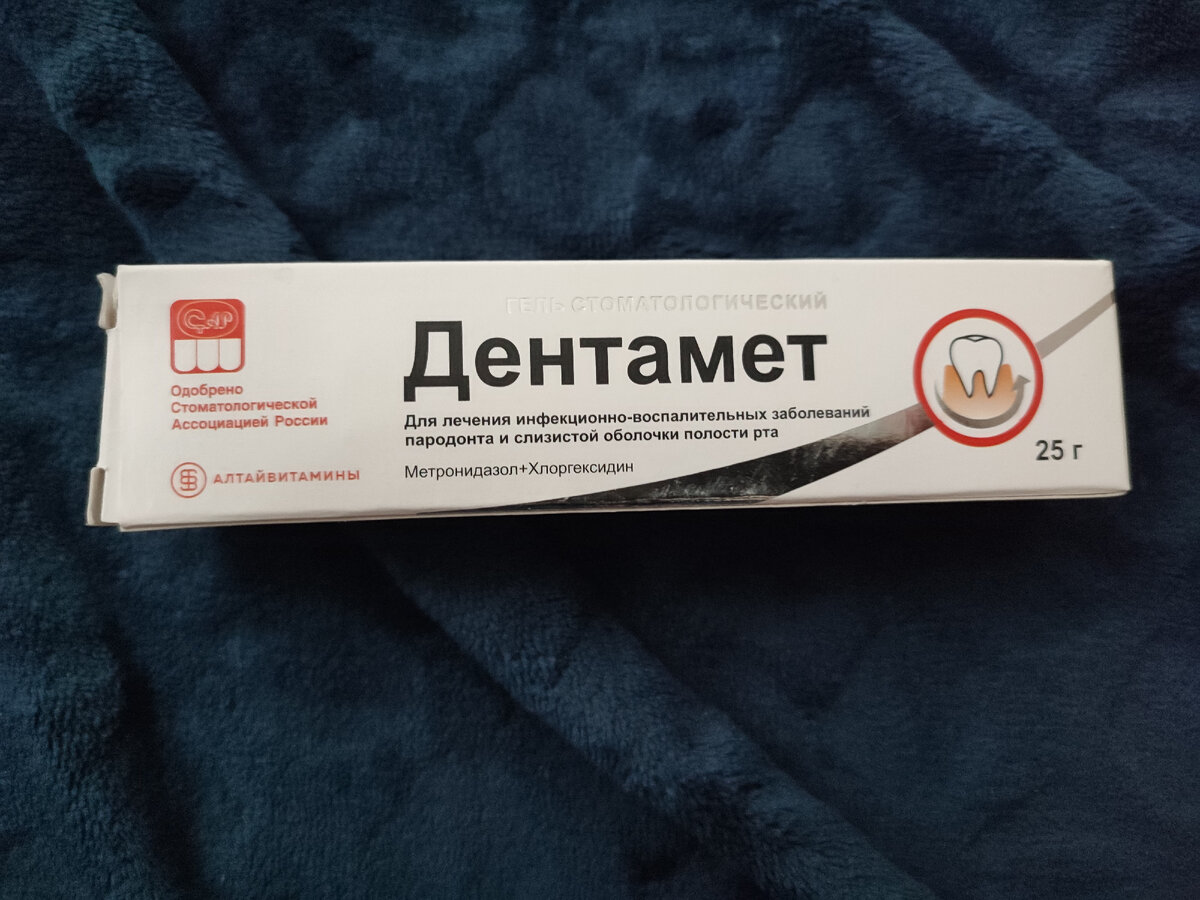 САР
Одобрено
Стоматологической
Ассоциацией России
АЛТАЙВИТАМИНЫ
ГЕЛЬ СТОМАТОЛОГИЧЕСКИЙ
Дентамет
Для лечения инфекционно-воспалительных заболеваний
пародонта и слизистой оболочки полости рта
Метронидазол+Хлоргексидин
25 г